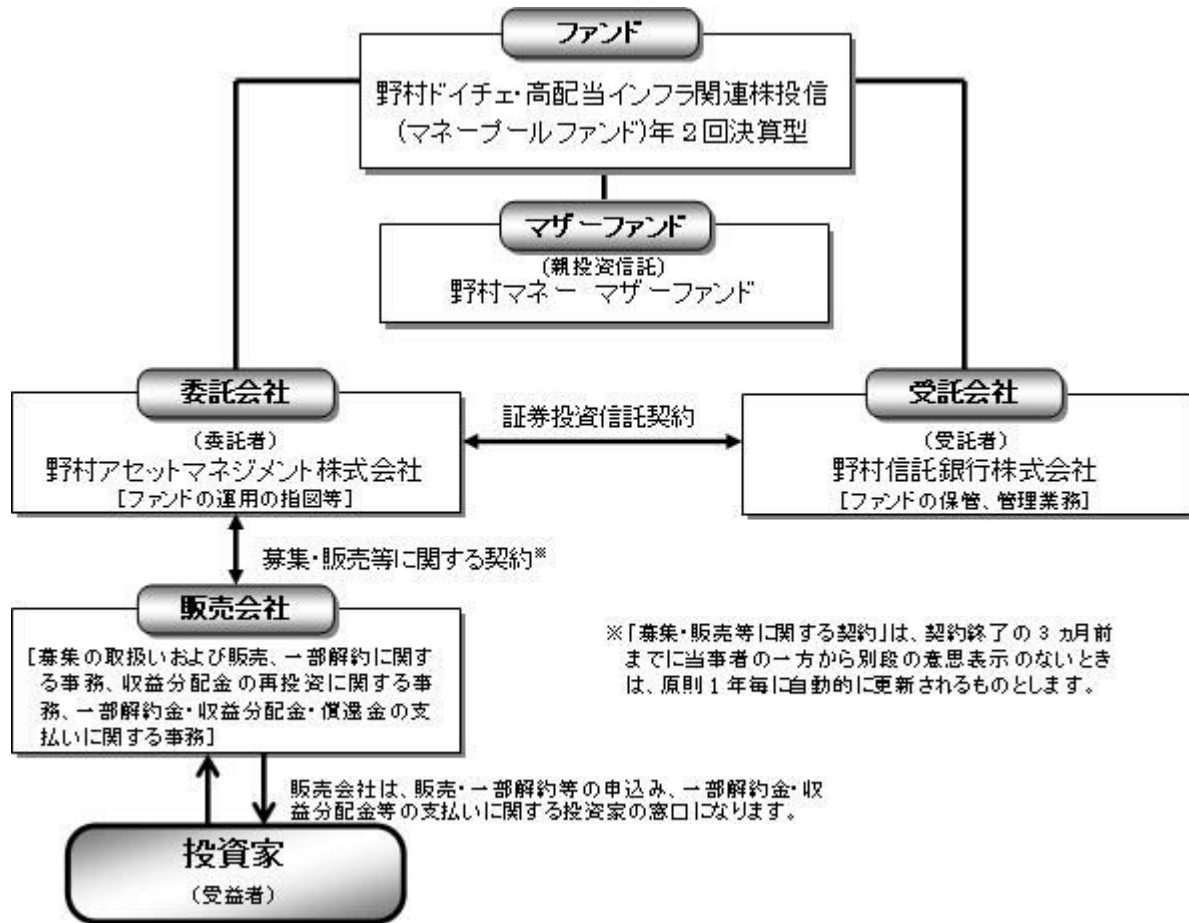 ファンド
野村ドイチェ・高配当インフラ関連株投信
(マネープールファンド)年2回決算型
マザーファンド
(親投資信託)
野村マネー マザーファンド
委託会社
(委託者)
野村アセットマネジメント株式会社
[ファンドの運用の指図等]
証券投資信託契約
受託会社
(受託者)
野村信託銀行株式会社
[ファンドの保管、管理業務]
募集・販売等に関する契約※
販売会社
[募集の取扱いおよび販売、一部解約に関す
る事務、収益分配金の再投資に関する事
務、一部解約金・収益分配金・償還金の支
払いに関する事務]
※「募集・販売等に関する契約」は、契約終了の3ヵ月前
までに当事者の一方から別段の意思表示のないとき
は、原則1年毎に自動的に更新されるものとします。
販売会社は、販売・一部解約等の申込み、一部解約金・収
益分配金等の支払いに関する投資家の窓口になります。
投資家
(受益者)